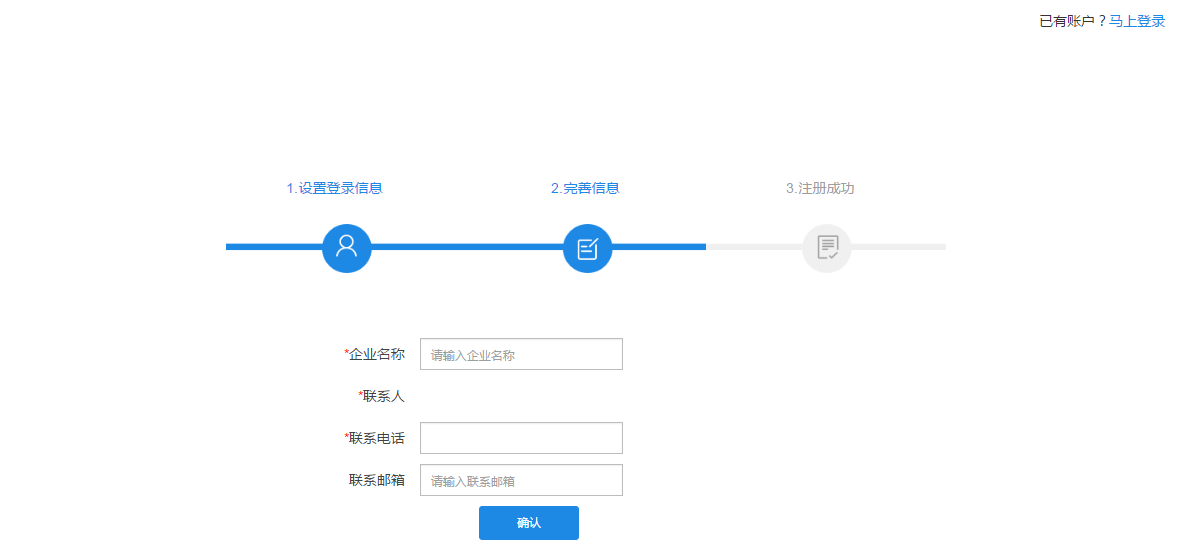 已有账户？马上登录
1.设置登录信息
2.完善信息
3.注册成功
*企业名称 请输入企业名称
*联系人
*联系电话
联系邮箱 请输入联系邮箱
确认